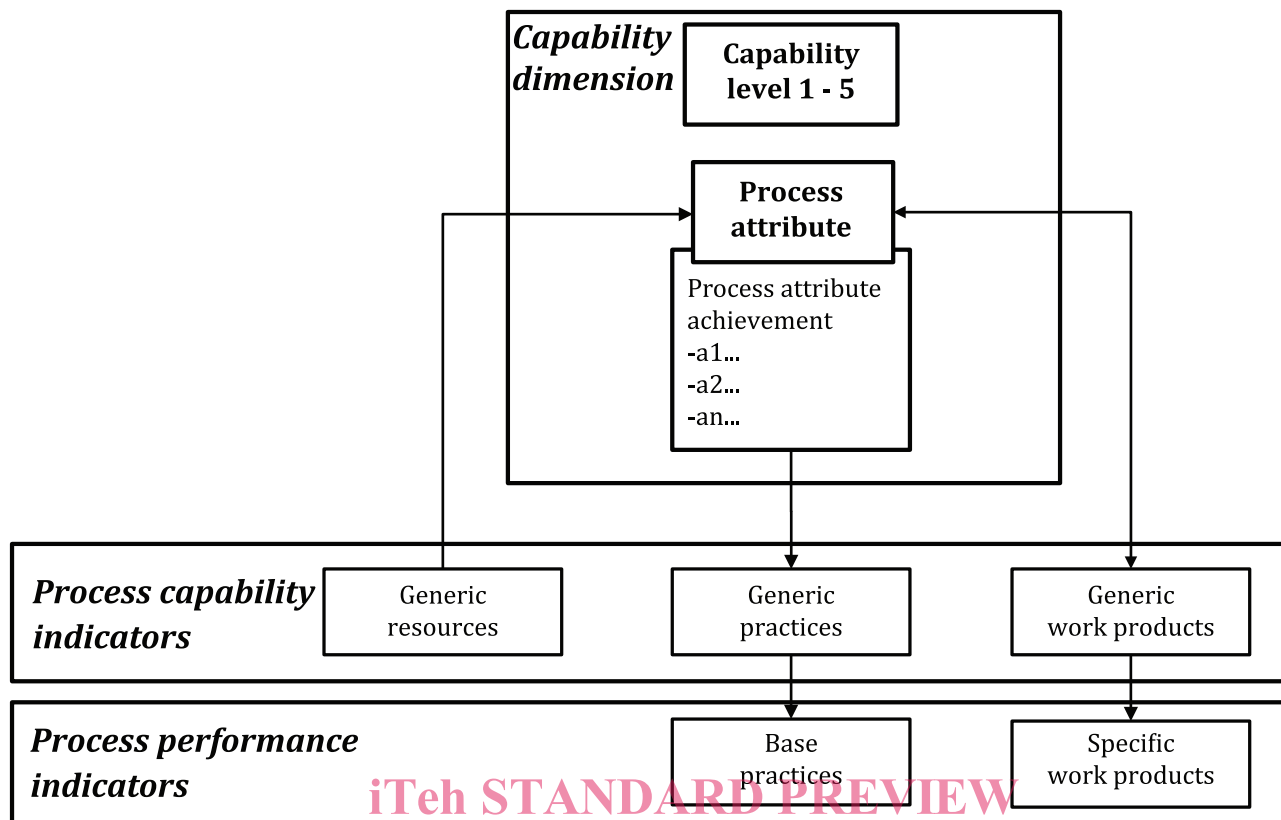 Capability
dimension
Capability
level 1 - 5
Process
attribute
Process attribute
achievement
-a1...
-a2...
-an...
Process capability
indicators
Generic
resources
Generic
practices
Generic
work products
Process performance
indicators
Base
practices
Specific
work products
iTeh STANDARD PREVIEW